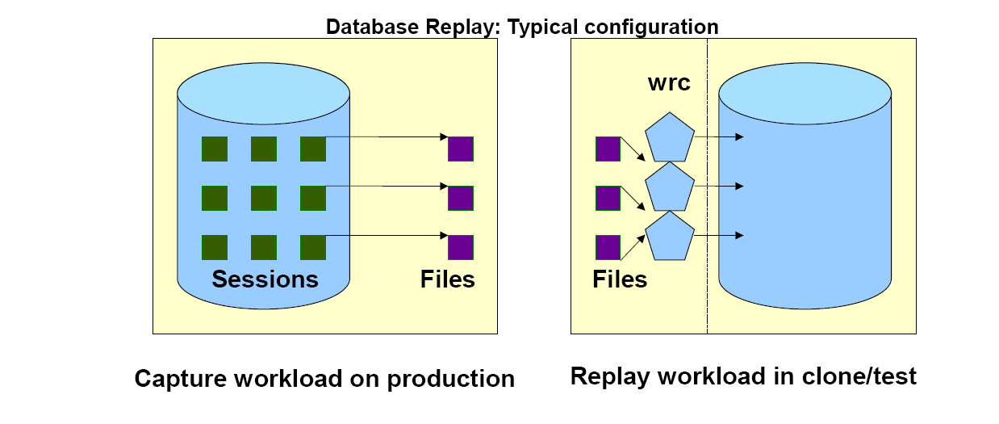 Database Replay: Typical configuration
wrc
Sessions
Files
Files
Capture workload on production
Replay workload in clone/test